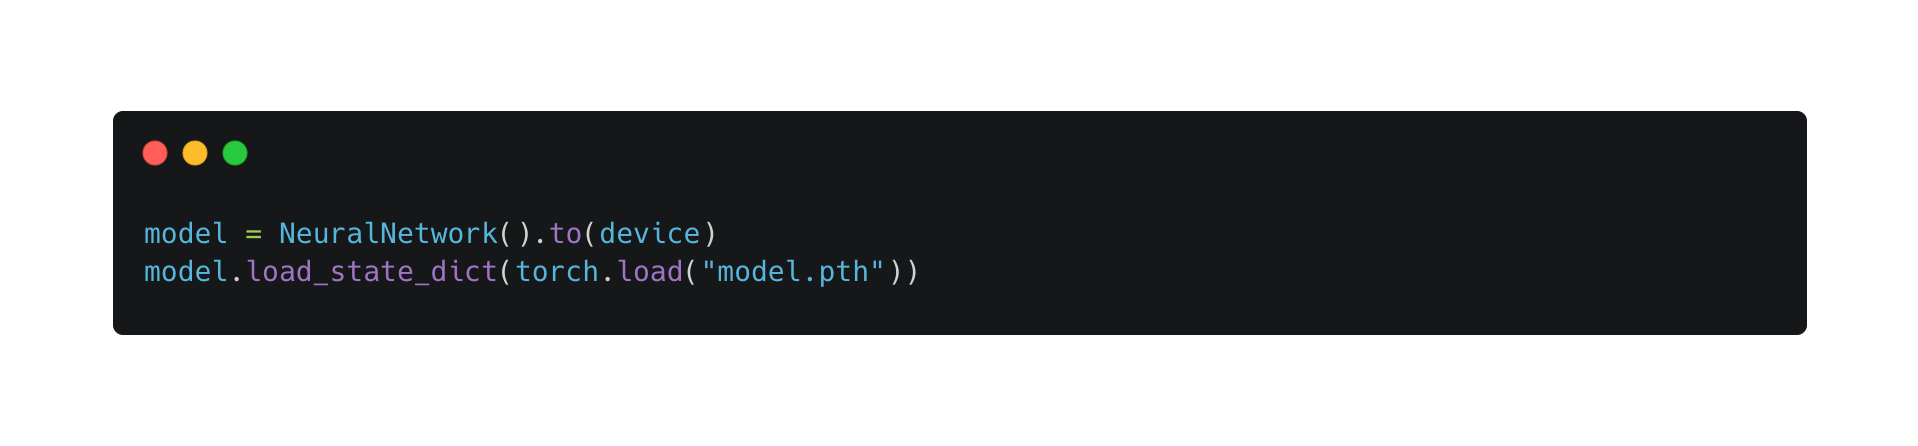 model = NeuralNetwork().to(device)
model.load_state_dict(torch.load("model.pth"))